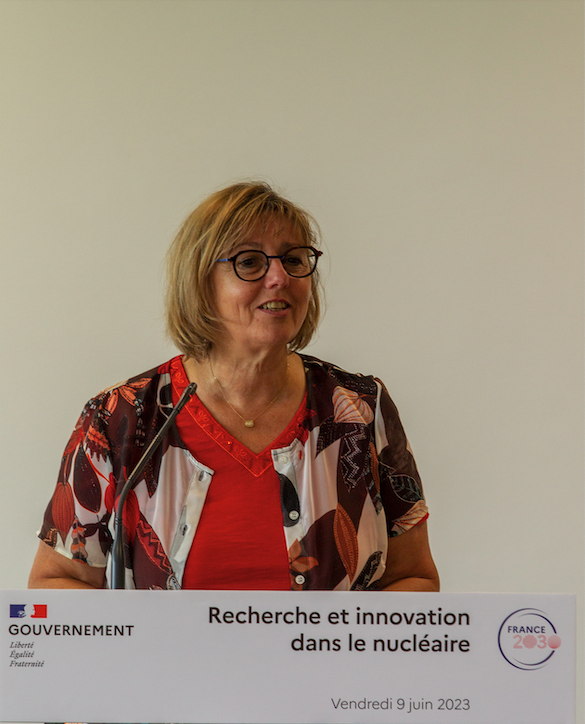 GOUVERNEMENT
Liberté
Égalité
Fraternité
Recherche et innovation
dans le nucléaire
FRANCE
2030
Vendredi 9 juin 2023